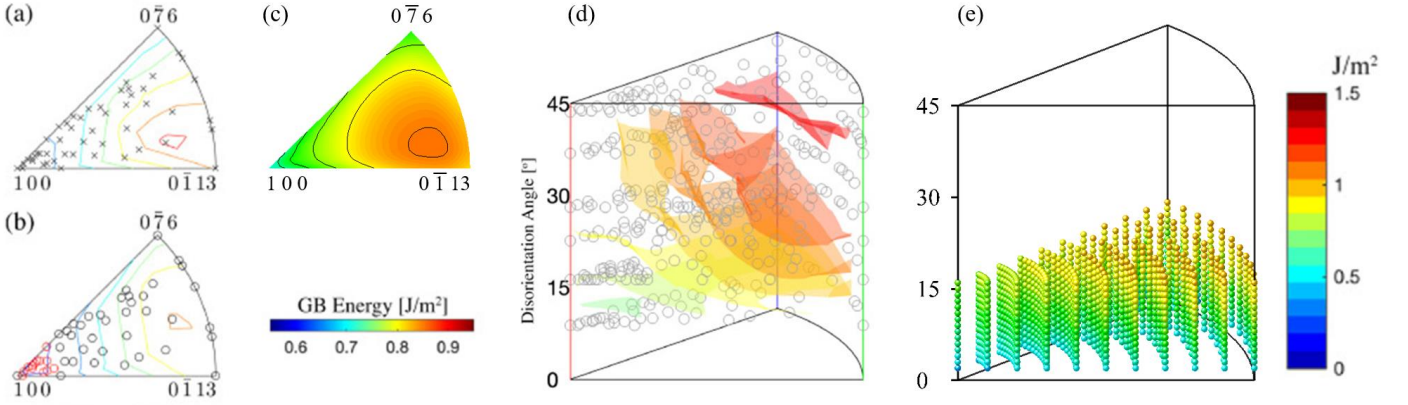 (a)
0 7̅ 6
1 0 0
0 1̅ 13
(b)
0 7̅ 6
1 0 0
0 1̅ 13
(c)
0 7̅ 6
1 0 0
0 1̅ 13
GB Energy [J/m²]
0.6 0.7 0.8 0.9
(d)
Disorientation Angle [°]
45
30
15
0
(e)
45
30
15
0
J/m²
1.5
1
0.5
0